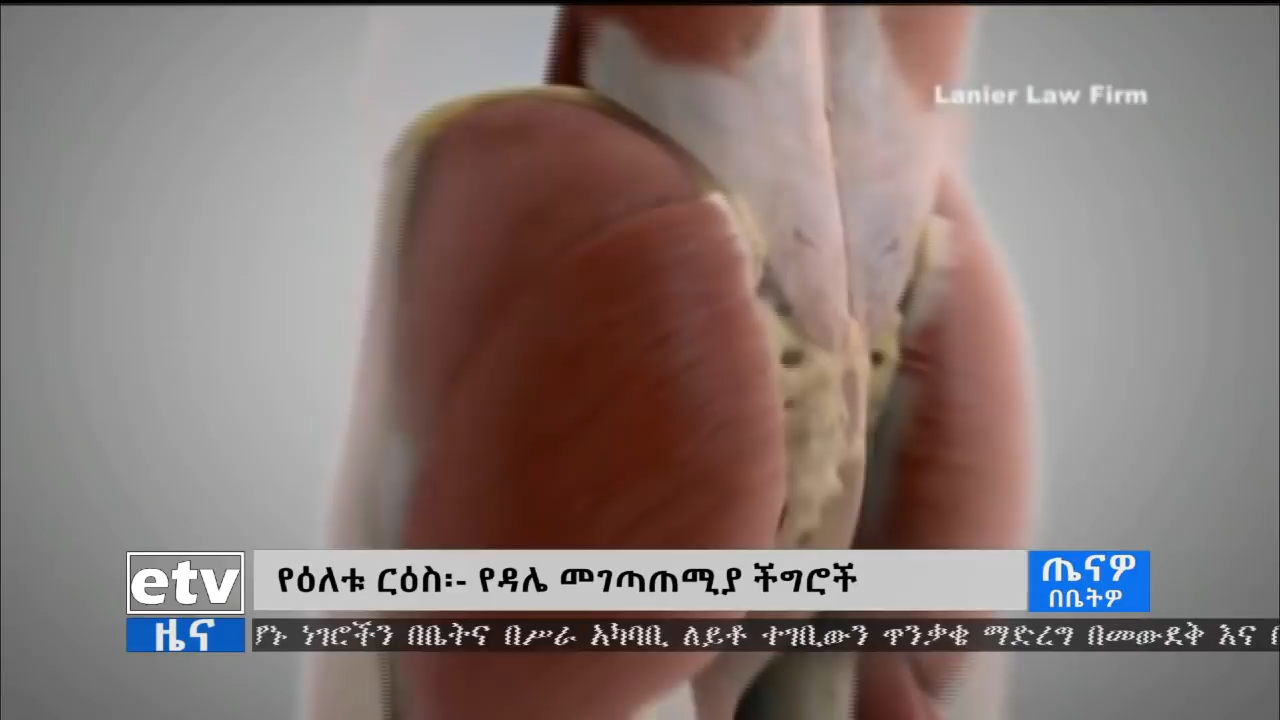 Lanier Law Firm
etv
የዕለቱ ርዕስ፡- የዳሌ መገጣጠሚያ ችግሮች
ጤናዎ
በቤትዎ
ዜና
ነገሮችን በቤትና በሥራ አካባቢ ለይቶ ተገቢውን ጥንቃቄ ማድረግ በመውደቅ እና